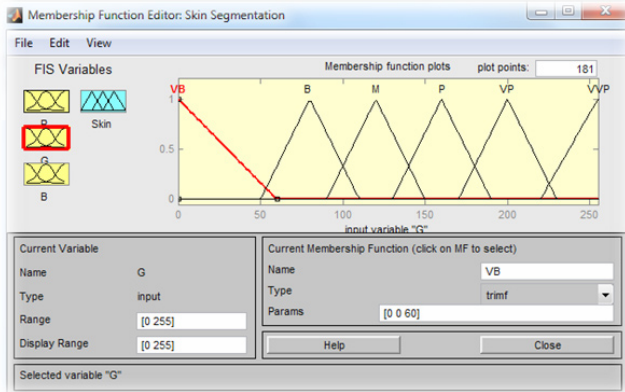 Membership Function Editor: Skin Segmentation
File Edit View
FIS Variables
R
Skin
G
B
Membership function plots
plot points: 181
VB B M P VP VVP
1
0.5
0
0 50 100 150 200 250
input variable "G"
Current Variable
Name G
Type input
Range [0 255]
Display Range [0 255]
Current Membership Function (click on MF to select)
Name VB
Type trimf
Params [0 0 60]
Help Close
Selected variable "G"